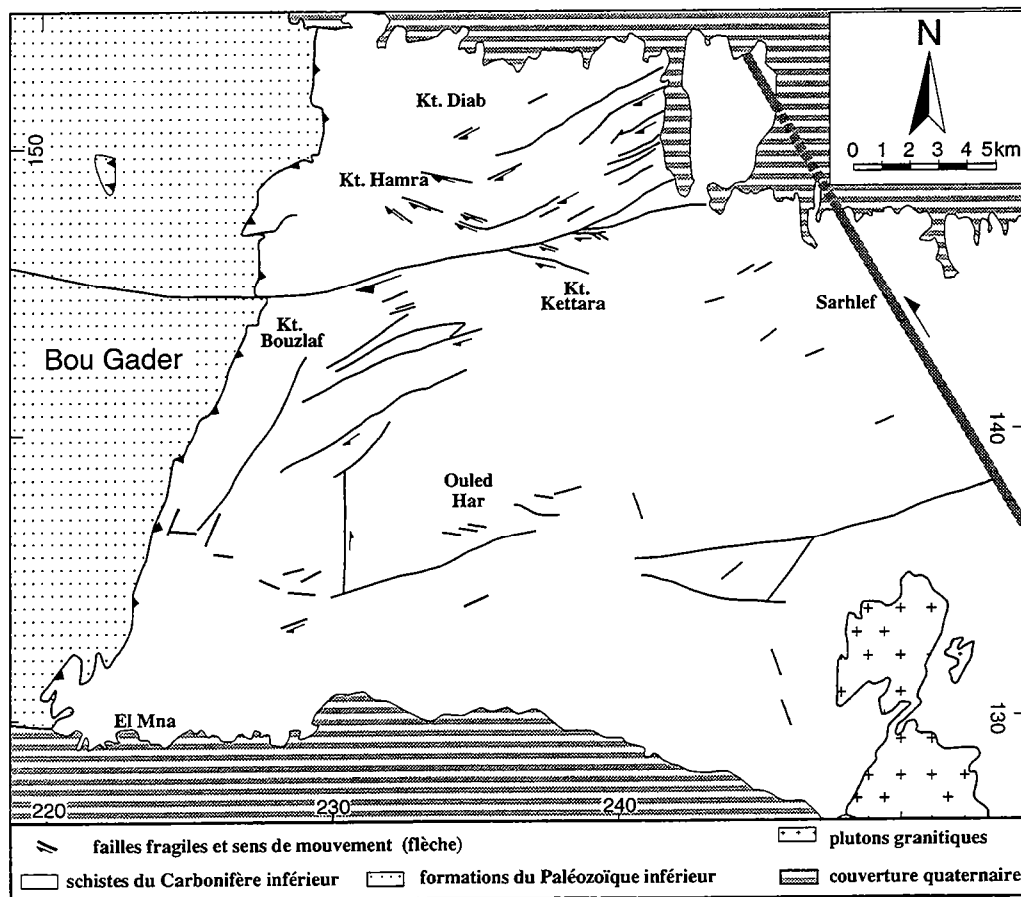 N
0 1 2 3 4 5km
150
Kt. Diab
Kt. Hamra
Kt.
Kettara
Sarhlef
Kt.
Bouzlaf
Bou Gader
140
Ouled
Har
130
El Mna
220
230
240
failles fragiles et sens de mouvement (flèche)
plutons granitiques
schistes du Carbonifère inférieur
formations du Paléozoïque inférieur
couverture quaternaire